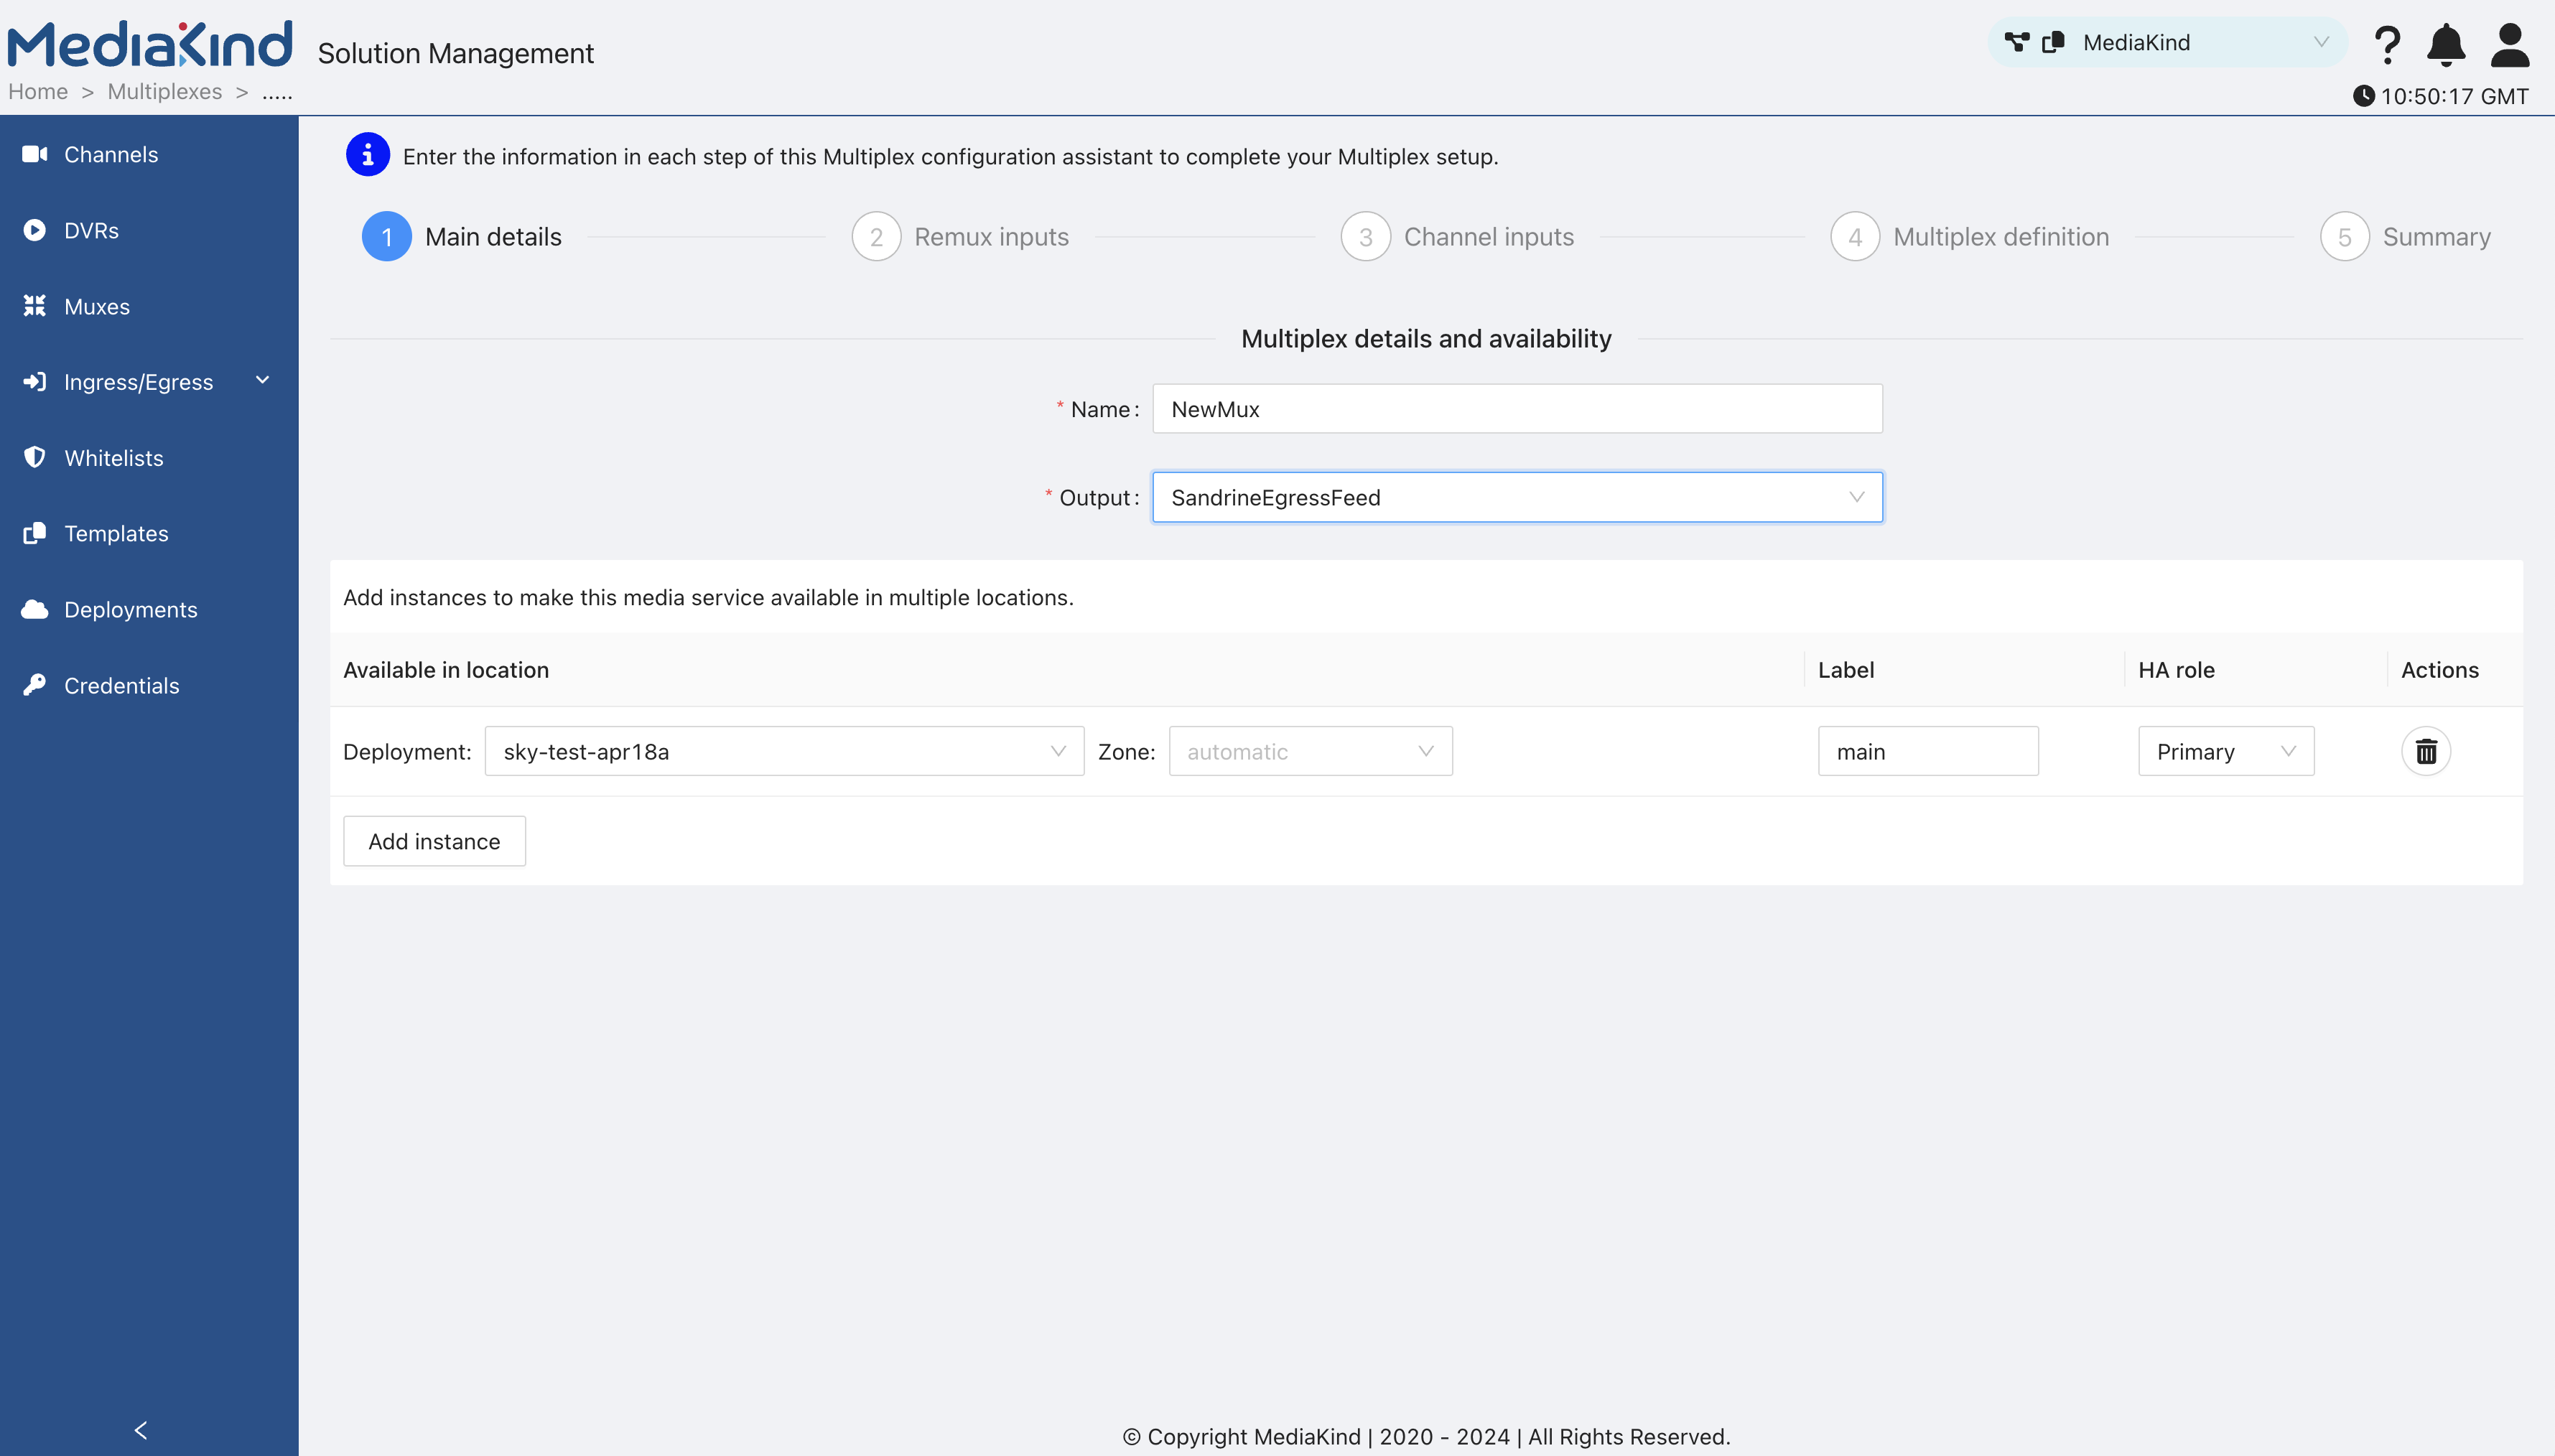 MediaKind
Solution Management
MediaKind
Home > Multiplexes > .....
10:50:17 GMT
Channels
DVRs
Muxes
Ingress/Egress
Whitelists
Templates
Deployments
Credentials
Enter the information in each step of this Multiplex configuration assistant to complete your Multiplex setup.
1 Main details
2 Remux inputs
3 Channel inputs
4 Multiplex definition
5 Summary
Multiplex details and availability
* Name: NewMux
* Output: SandrineEgressFeed
Add instances to make this media service available in multiple locations.
Available in location Label HA role Actions
Deployment: sky-test-apr18a Zone: automatic main Primary
Add instance
© Copyright MediaKind | 2020 - 2024 | All Rights Reserved.